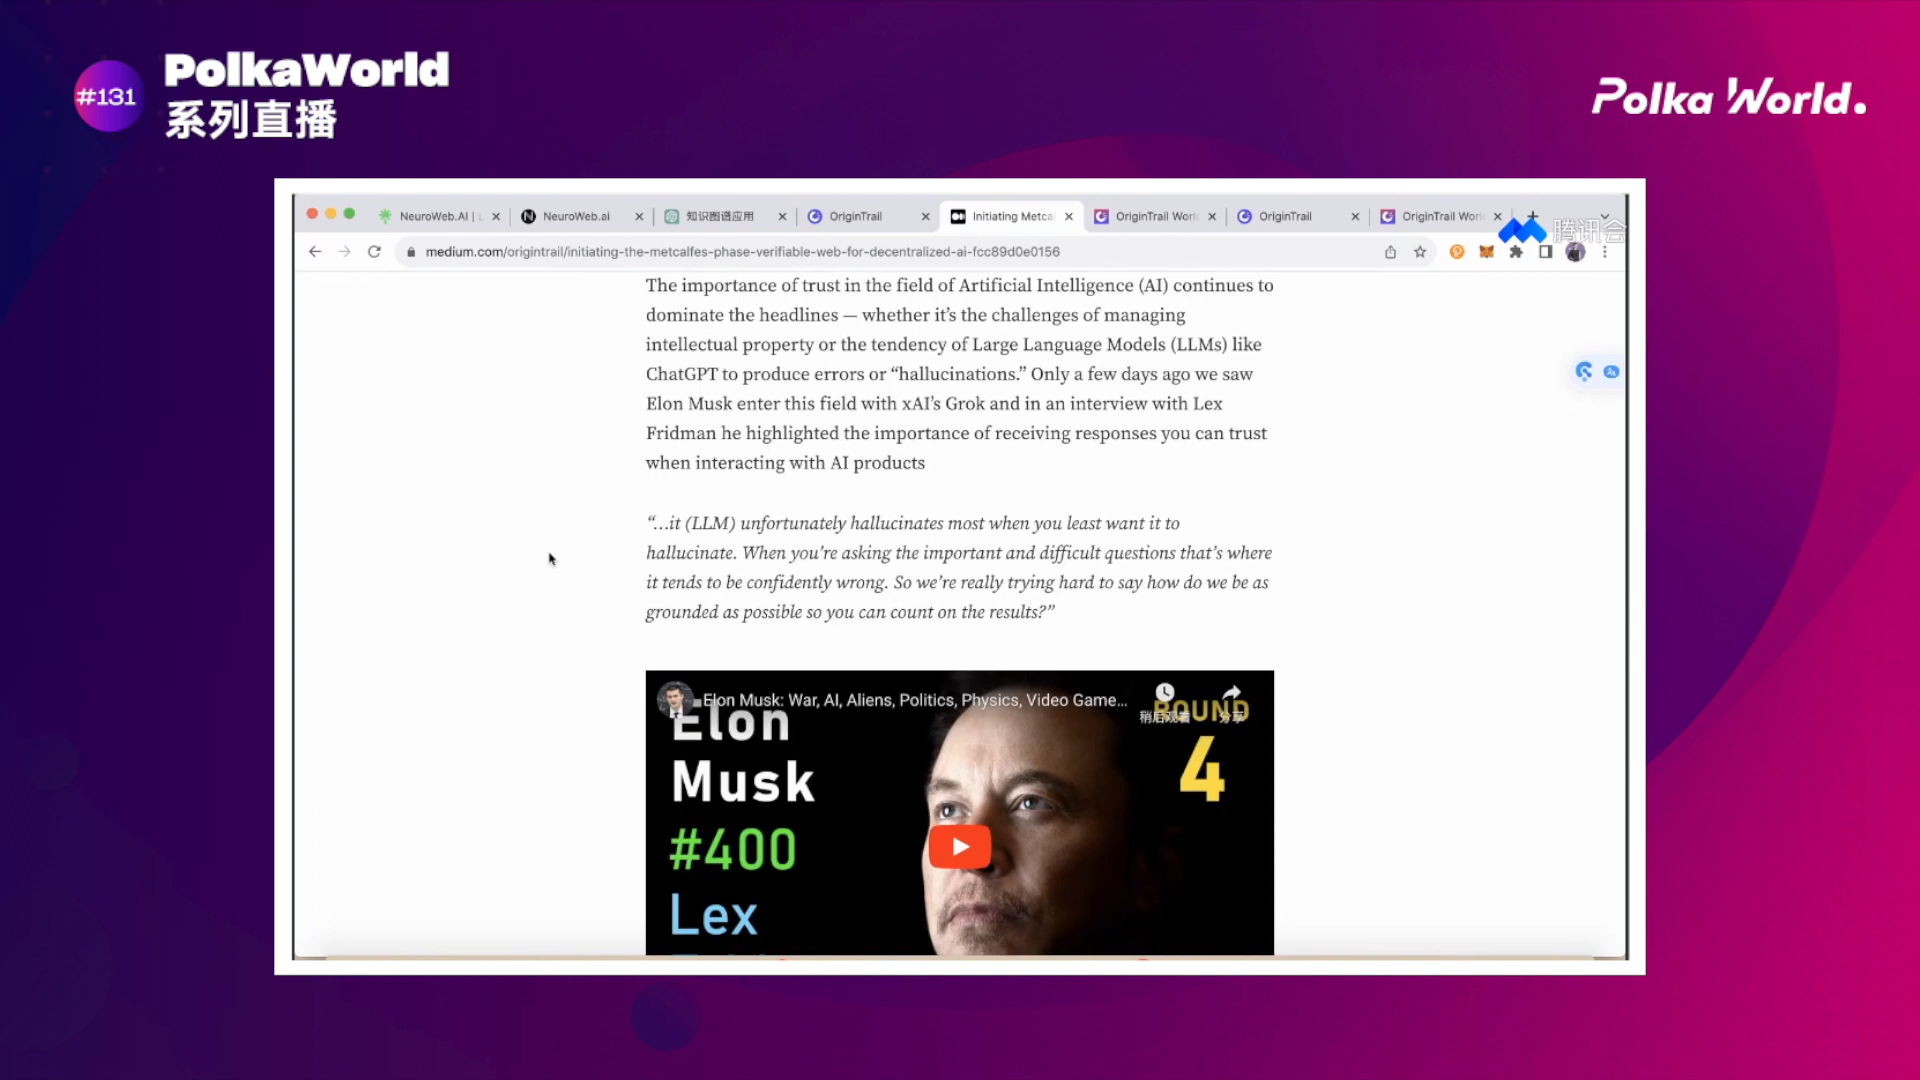 #131
PolkaWorld
系列直播
Polka World.
NeuroWeb.AI |
NeuroWeb.ai
知识图谱应用
OriginTrail
Initiating Metca
OriginTrail Worl
OriginTrail
OriginTrail Worl
腾讯会
medium.com/origintrail/initiating-the-metcalfes-phase-verifiable-web-for-decentralized-ai-fcc89d0e0156
The importance of trust in the field of Artificial Intelligence (AI) continues to
dominate the headlines — whether it’s the challenges of managing
intellectual property or the tendency of Large Language Models (LLMs) like
ChatGPT to produce errors or “hallucinations.” Only a few days ago we saw
Elon Musk enter this field with xAI’s Grok and in an interview with Lex
Fridman he highlighted the importance of receiving responses you can trust
when interacting with AI products
“…it (LLM) unfortunately hallucinates most when you least want it to
hallucinate. When you’re asking the important and difficult questions that’s where
it tends to be confidently wrong. So we’re really trying hard to say how do we be as
grounded as possible so you can count on the results?”
Elon Musk: War, AI, Aliens, Politics, Physics, Video Game...
稍后观看
分享
ROUND
4
Elon
Musk
#400
Lex